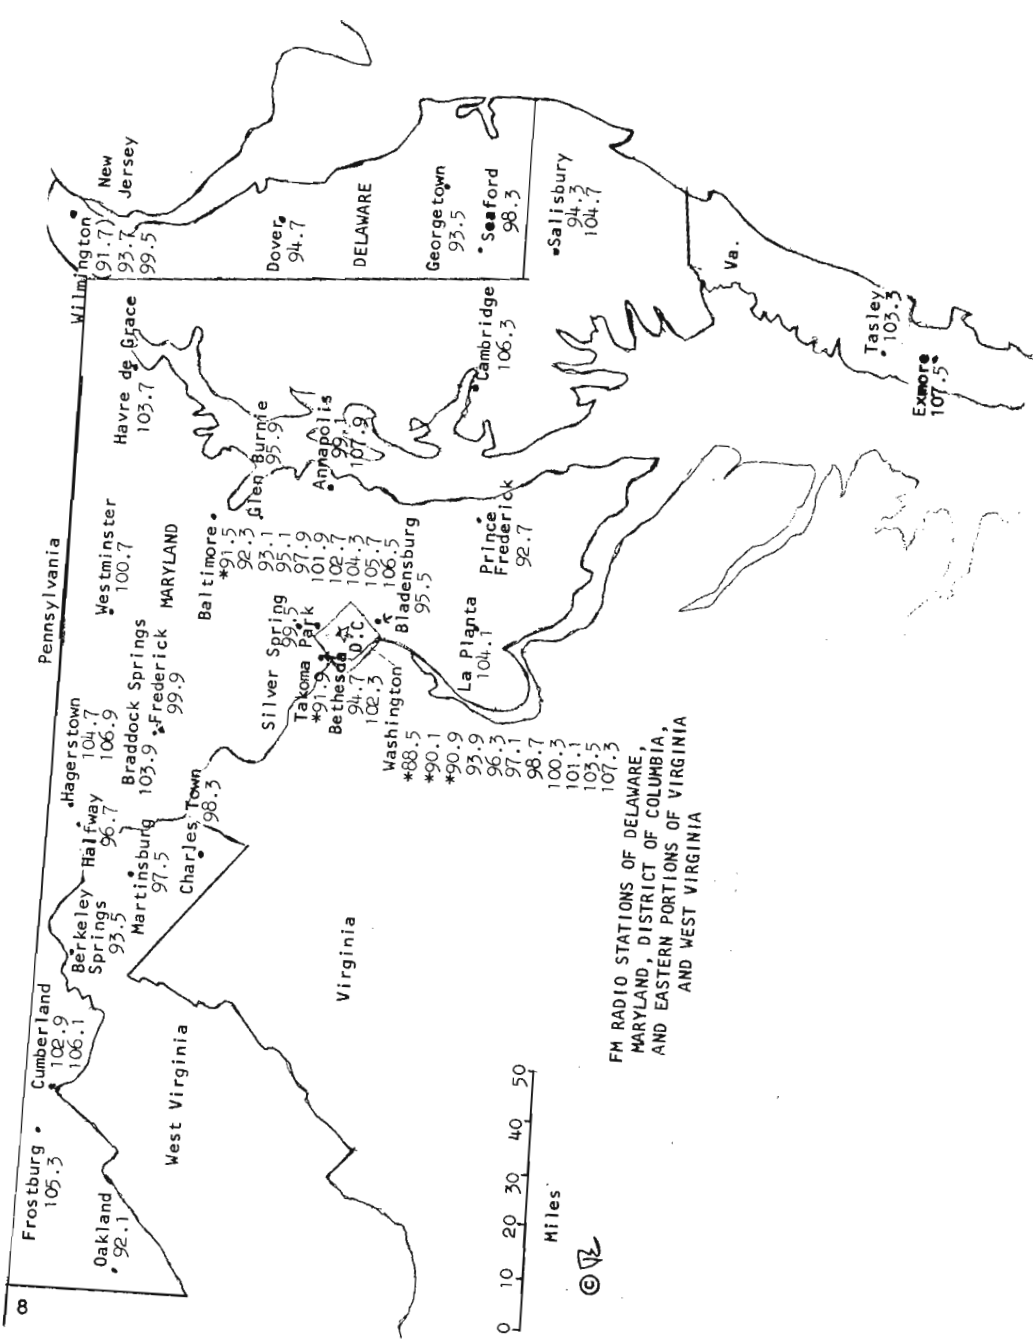 8
Pennsylvania
Frostburg
105.3
Oakland
92.1
Cumberland
102.9
106.1
Berkeley
Springs
93.5
Halfway
96.7
Hagerstown
104.7
106.9
Martinsburg
97.5
Charles Town
98.3
Braddock Springs
103.9
Frederick
99.9
Westminster
100.7
MARYLAND
Havre de Grace
103.7
Wilmington
(91.7)
93.7
99.5
New
Jersey
Baltimore
*91.5
92.3
93.1
95.1
97.9
101.9
102.7
104.3
105.7
106.5
Glen Burnie
95.9
Annapolis
99.1
107.9
Dover
94.7
DELAWARE
Georgetown
93.5
Seaford
98.3
Salisbury
94.3
104.7
Cambridge
106.3
Silver Spring
99.5
Takoma Park
*91.9
Bethesda
94.7
102.3
D.C.
Washington
*88.5
*90.1
*90.9
93.9
96.3
97.1
98.7
100.3
101.1
103.5
107.3
Bladensburg
95.5
La Planta
104.1
Prince
Frederick
92.7
Va.
Tasley
103.3
Exmore
107.5
West Virginia
Virginia
FM RADIO STATIONS OF DELAWARE,
MARYLAND, DISTRICT OF COLUMBIA,
AND EASTERN PORTIONS OF VIRGINIA
AND WEST VIRGINIA
0 10 20 30 40 50
Miles
©